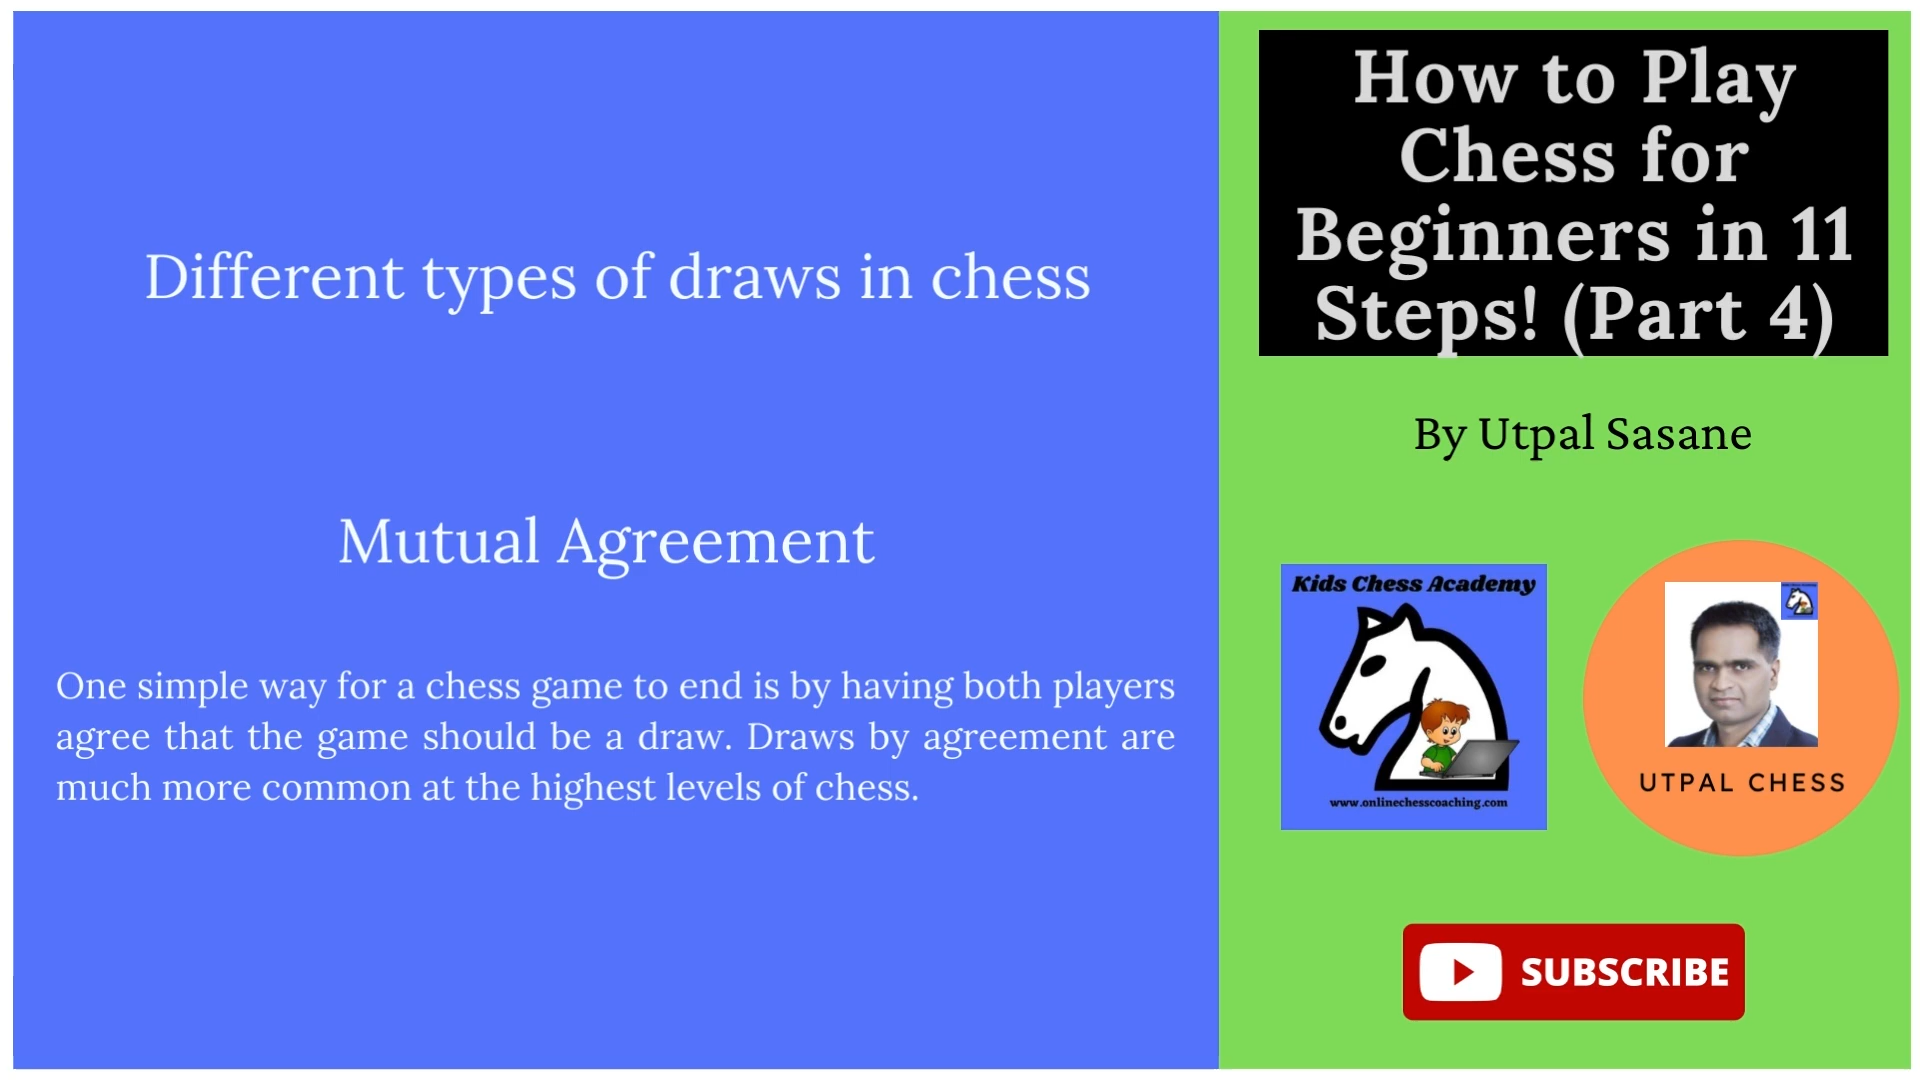 Different types of draws in chess
Mutual Agreement
One simple way for a chess game to end is by having both players
agree that the game should be a draw. Draws by agreement are
much more common at the highest levels of chess.
How to Play
Chess for
Beginners in 11
Steps! (Part 4)
By Utpal Sasane
Kids Chess Academy
www.onlinechesscoaching.com
UTPAL CHESS
SUBSCRIBE